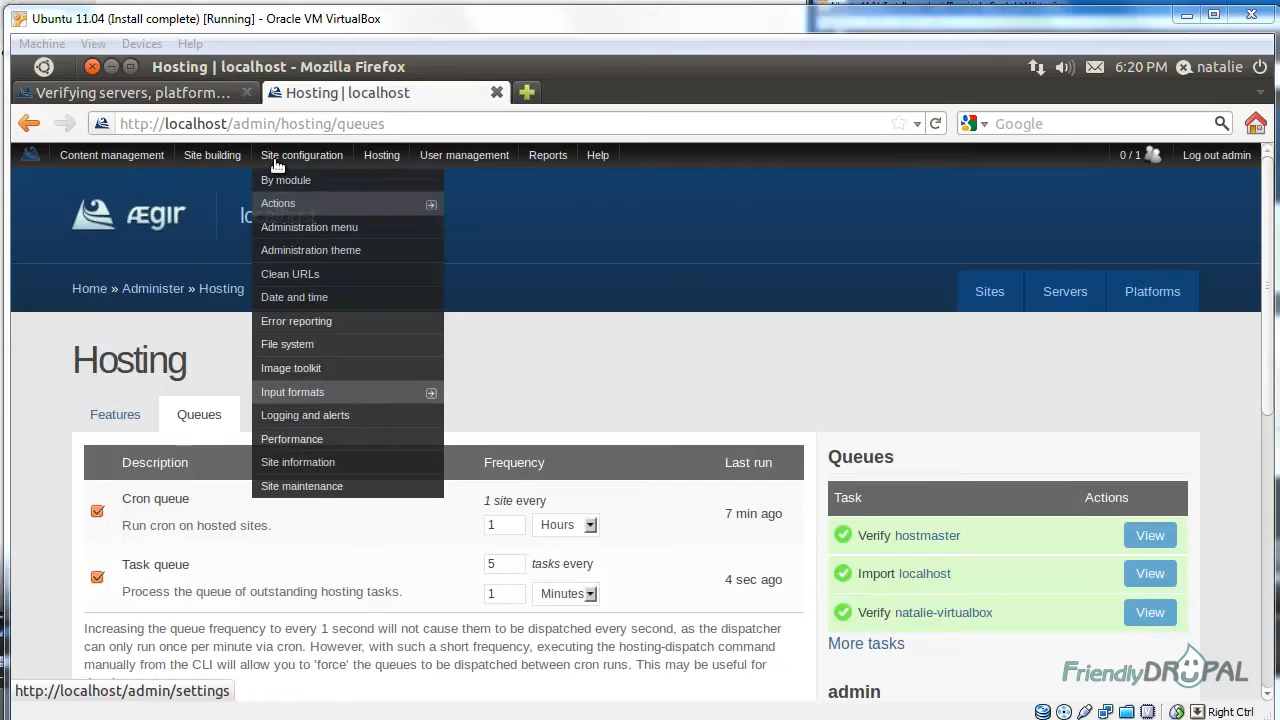 Ubuntu 11.04 (Install complete) [Running] - Oracle VM VirtualBox
Machine View Devices Help
Hosting | localhost - Mozilla Firefox 6:20 PM natalie
Verifying servers, platform... Hosting | localhost
http://localhost/admin/hosting/queues Google
Content management Site building Site configuration Hosting User management Reports Help 0 / 1 Log out admin
By module
Actions
Administration menu
Administration theme
Clean URLs
Date and time
Error reporting
File system
Image toolkit
Input formats
Logging and alerts
Performance
Site information
Site maintenance
ÆGIR
Home » Administer » Hosting Sites Servers Platforms
Hosting
Features Queues
Description Frequency Last run
Cron queue 1 site every
Run cron on hosted sites. 1 Hours 7 min ago
Task queue 5 tasks every
Process the queue of outstanding hosting tasks. 1 Minutes 4 sec ago
Increasing the queue frequency to every 1 second will not cause them to be dispatched every second, as the dispatcher
can only run once per minute via cron. However, with such a short frequency, executing the hosting-dispatch command
manually from the CLI will allow you to 'force' the queues to be dispatched between cron runs. This may be useful for
Queues
Task Actions
Verify hostmaster View
Import localhost View
Verify natalie-virtualbox View
More tasks
admin
FriendlyDRUPAL
http://localhost/admin/settings
Right Ctrl